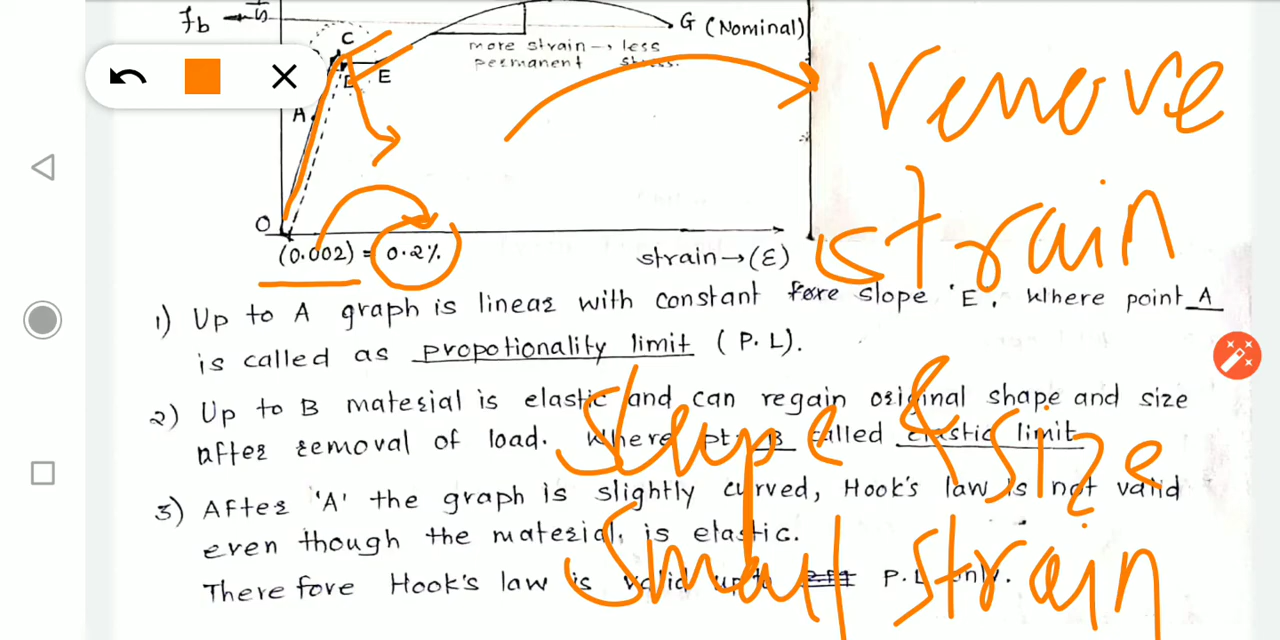 fb
C
G (Nominal)
more strain → less
permanent
E
A
O
(0.002) = 0.2%
strain → (ε)
remove
strain
1) Up to A graph is linear with constant slope 'E'. Where point A
is called as propotionality limit (P.L).
2) Up to B material is elastic and can regain original shape and size
after removal of load. Where pt. B called elastic limit
shape & size
3) After 'A' the graph is slightly curved, Hook's law is not valid
even though the material is elastic.
There fore Hook's law is valid up to P.L only.
small strain